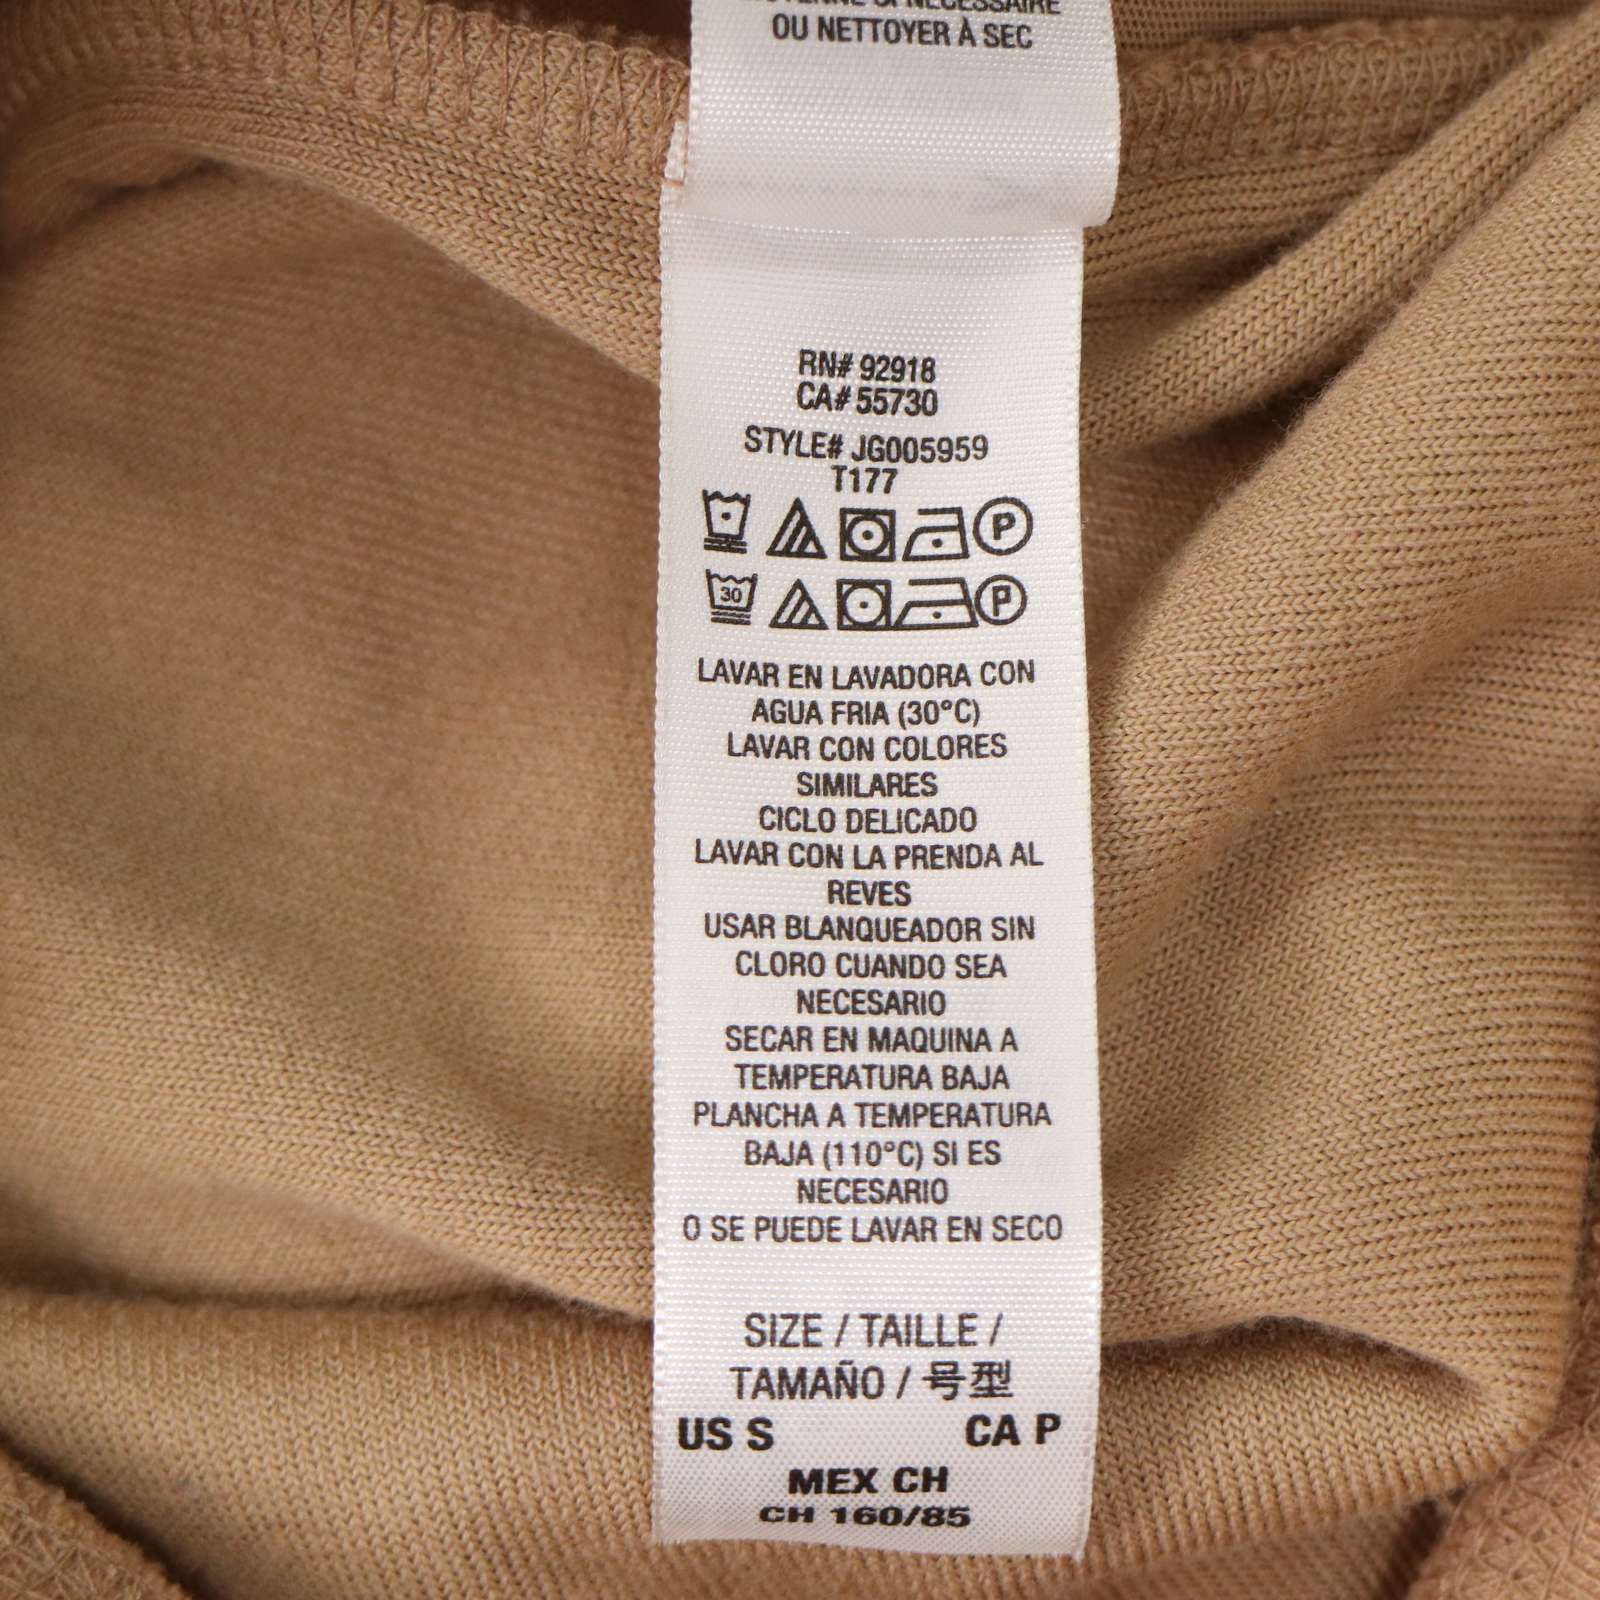 SI NÉCESSAIRE
OU NETTOYER À SEC
RN# 92918
CA# 55730
STYLE# JG005959
T177
P
30
P
LAVAR EN LAVADORA CON
AGUA FRIA (30°C)
LAVAR CON COLORES
SIMILARES
CICLO DELICADO
LAVAR CON LA PRENDA AL
REVES
USAR BLANQUEADOR SIN
CLORO CUANDO SEA
NECESARIO
SECAR EN MAQUINA A
TEMPERATURA BAJA
PLANCHA A TEMPERATURA
BAJA (110°C) SI ES
NECESARIO
O SE PUEDE LAVAR EN SECO
SIZE / TAILLE /
TAMAÑO / 号型
US S CA P
MEX CH
CH 160/85